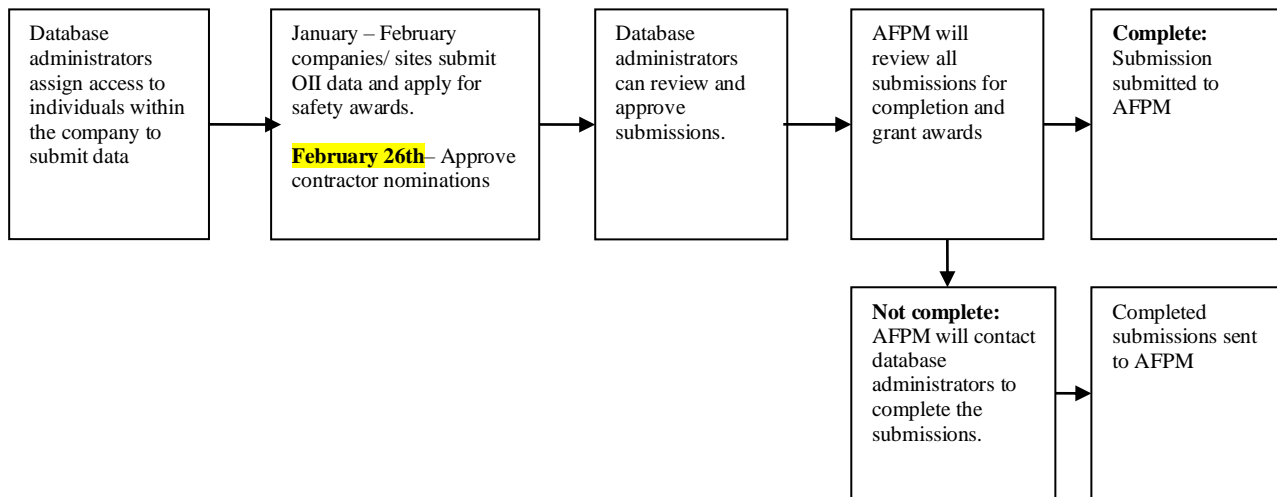 Database
administrators
assign access to
individuals within
the company to
submit data
January – February
companies/ sites submit
OII data and apply for
safety awards.
February 26th– Approve
contractor nominations
Database
administrators
can review and
approve
submissions.
AFPM will
review all
submissions for
completion and
grant awards
Complete:
Submission
submitted to
AFPM
Not complete:
AFPM will contact
database
administrators to
complete the
submissions.
Completed
submissions sent
to AFPM